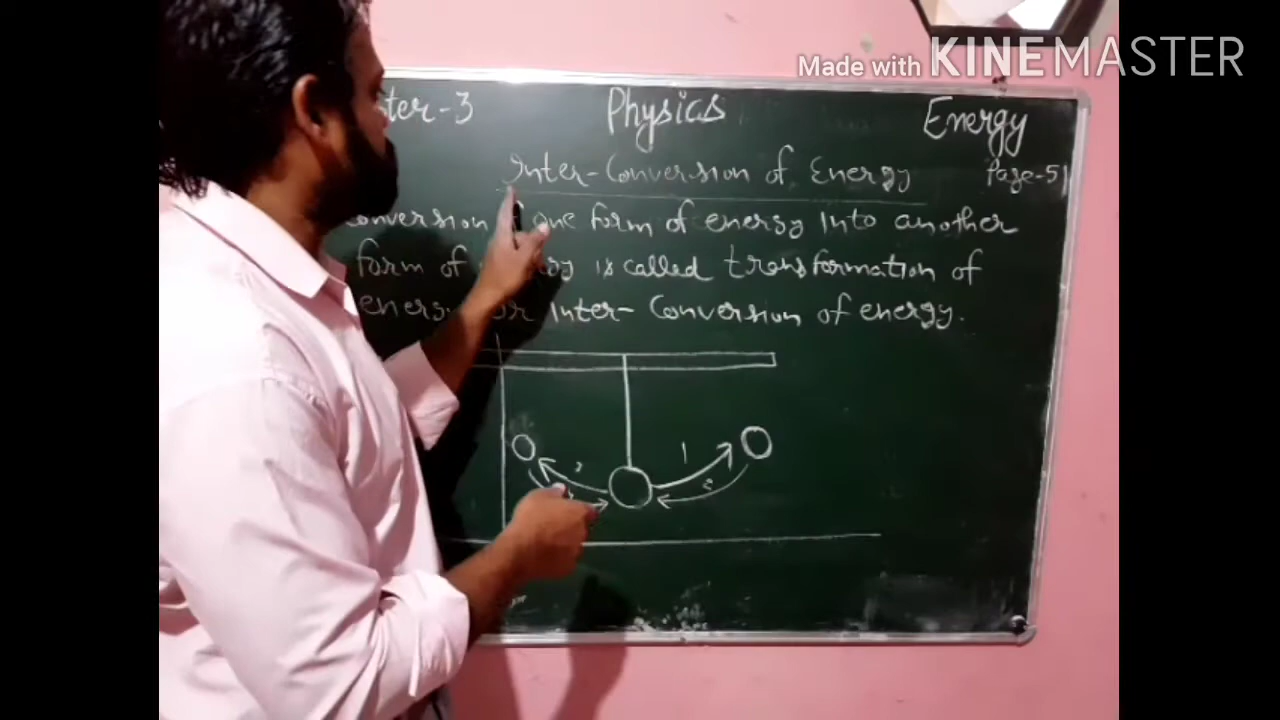 Made with KINEMASTER
ter-3 Physics Energy
Inter-Conversion of Energy Page-51
conversion of one form of energy into another
form of energy is called transformation of
energy or inter-conversion of energy.
1